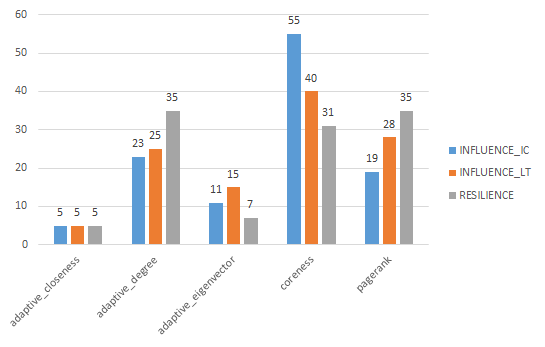 60
50
40
30
20
10
0
5 5 5
23 25 35
11 15 7
55 40 31
19 28 35
adaptive_closeness
adaptive_degree
adaptive_eigenvector
coreness
pagerank
INFLUENCE_IC
INFLUENCE_LT
RESILIENCE